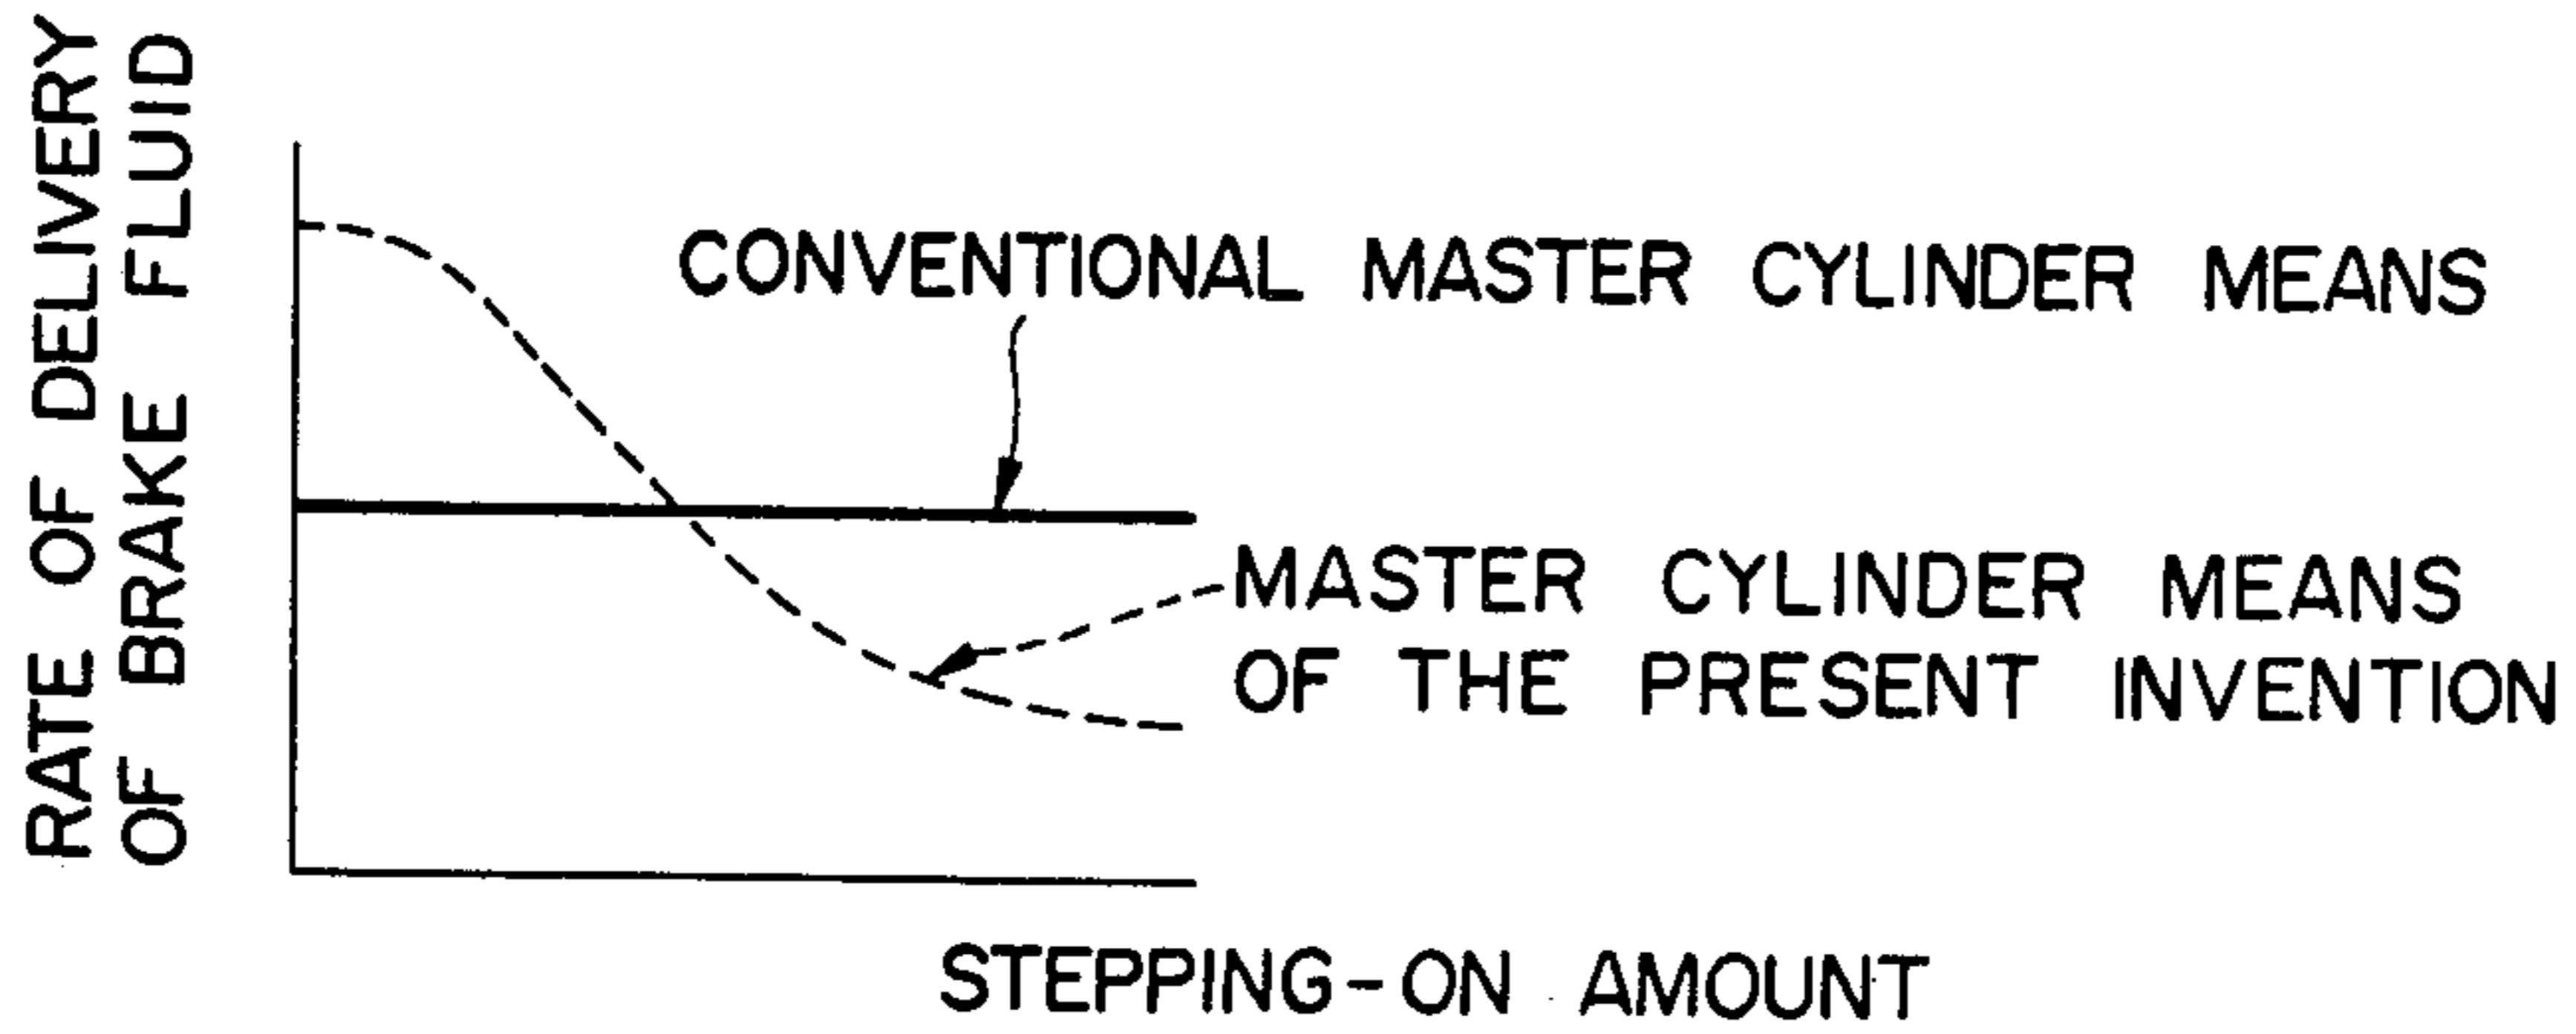 RATE OF DELIVERY
OF BRAKE FLUID
CONVENTIONAL MASTER CYLINDER MEANS
MASTER CYLINDER MEANS
OF THE PRESENT INVENTION
STEPPING-ON AMOUNT